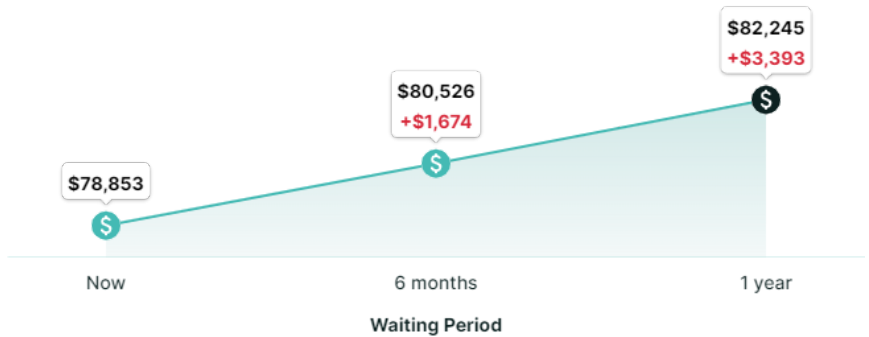 $82,245
+$3,393
$80,526
+$1,674
$78,853
$
$
$
Now
6 months
1 year
Waiting Period